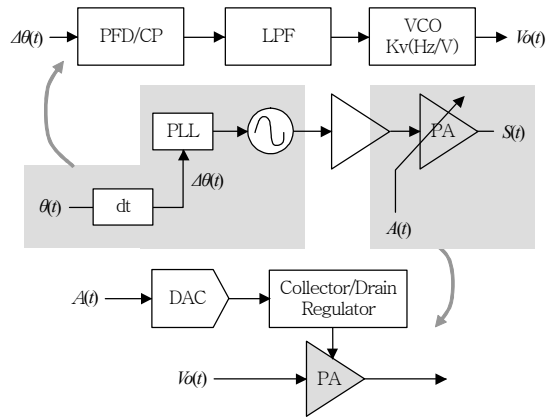 Δθ(t)
PFD/CP
LPF
VCO
Kv(Hz/V)
Vo(t)
PLL
PA
S(t)
Δθ(t)
θ(t)
dt
A(t)
A(t)
DAC
Collector/Drain
Regulator
Vo(t)
PA